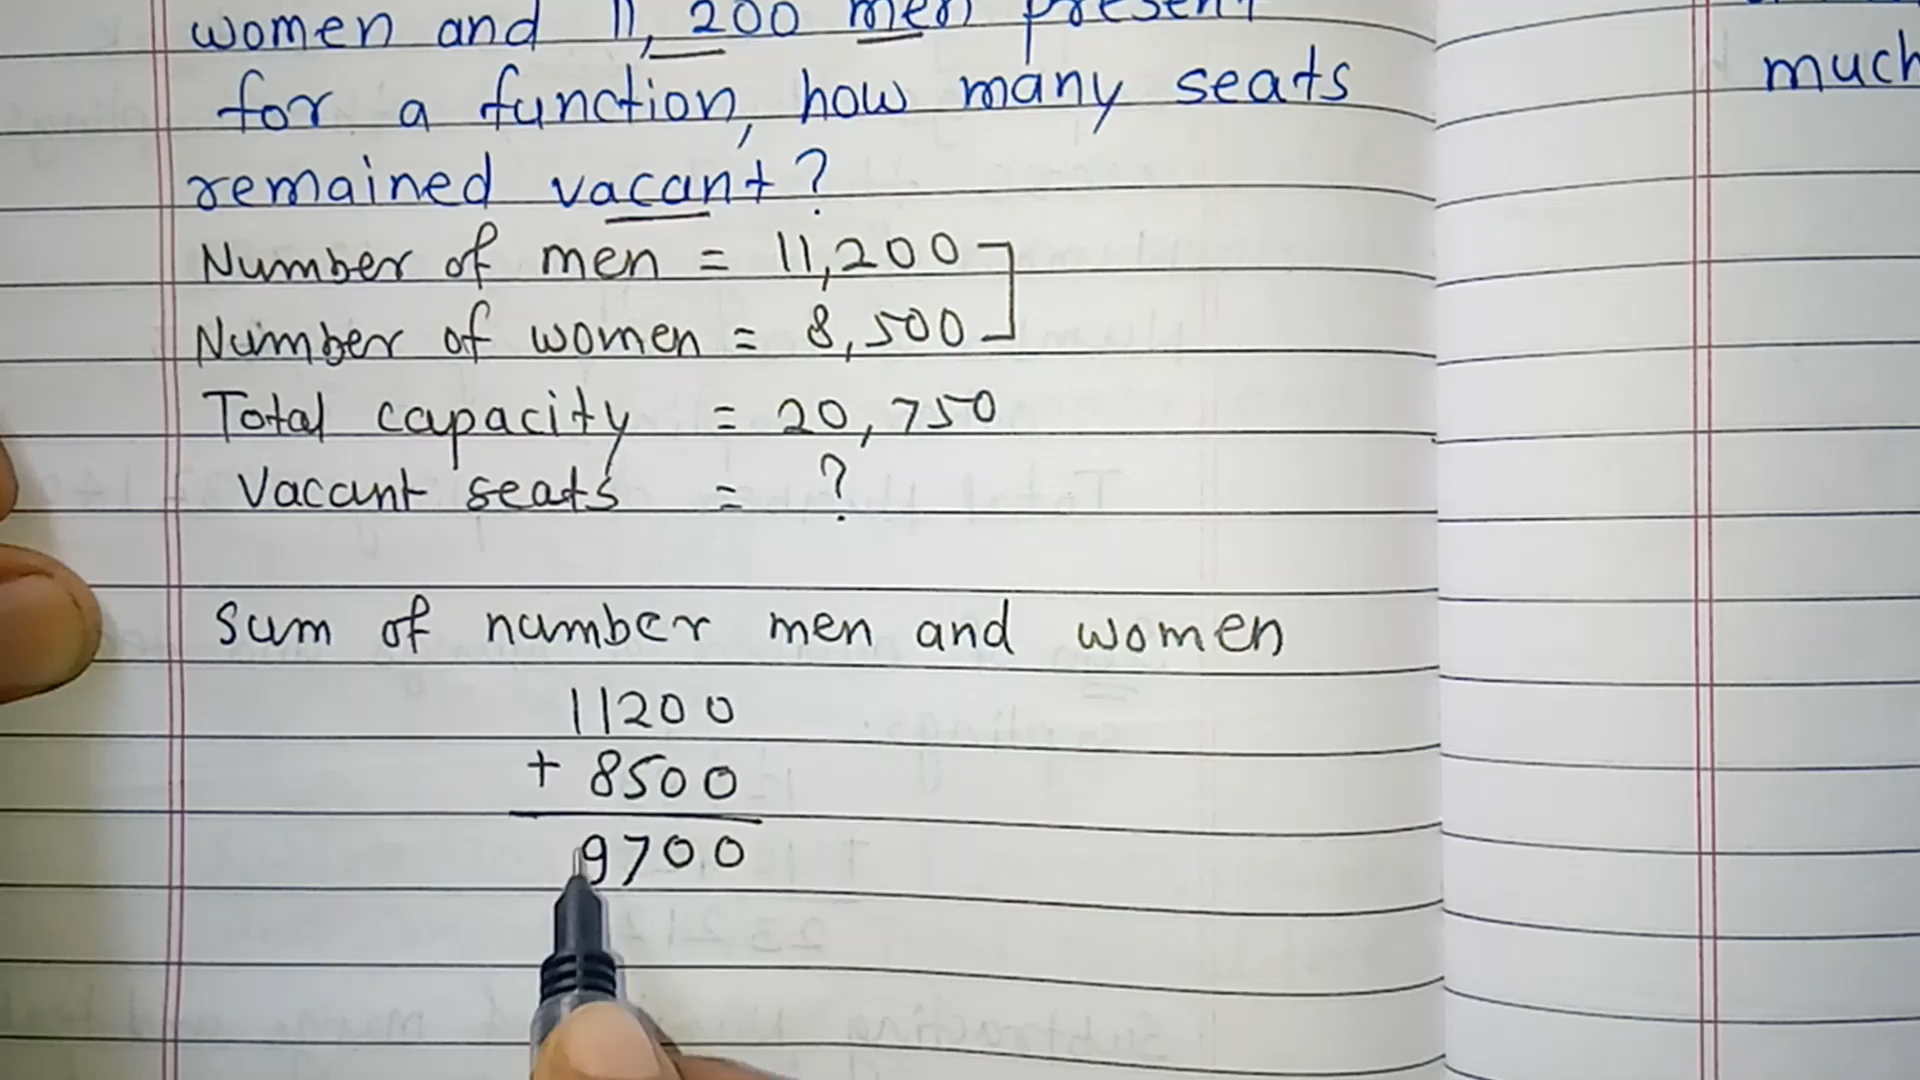 women and 11,200 men present
for a function, how many seats
much
remained vacant?
Number of men = 11,200
Number of women = 8,500
Total capacity = 20,750
Vacant seats = ?
Sum of number men and women
11200
+ 8500
9700